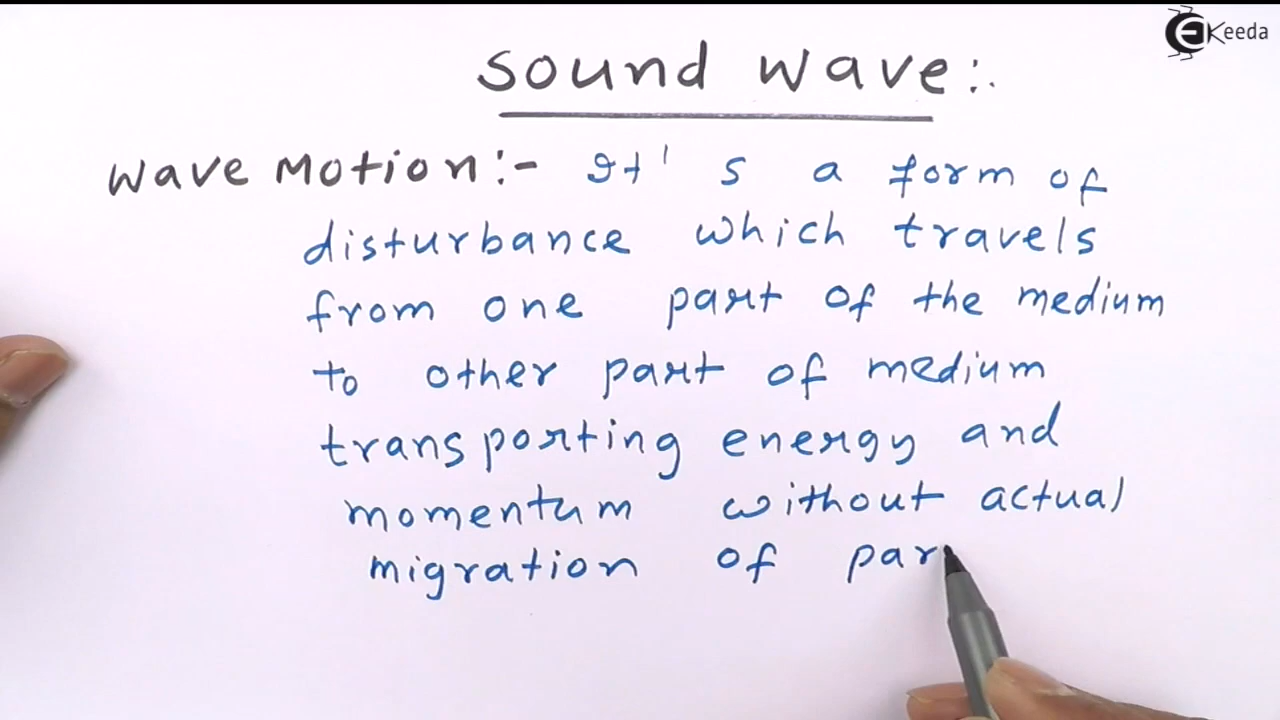 EKeeda
Sound wave:.
wave Motion:- It's a form of
disturbance which travels
from one part of the medium
to other part of medium
transporting energy and
momentum without actual
migration of par